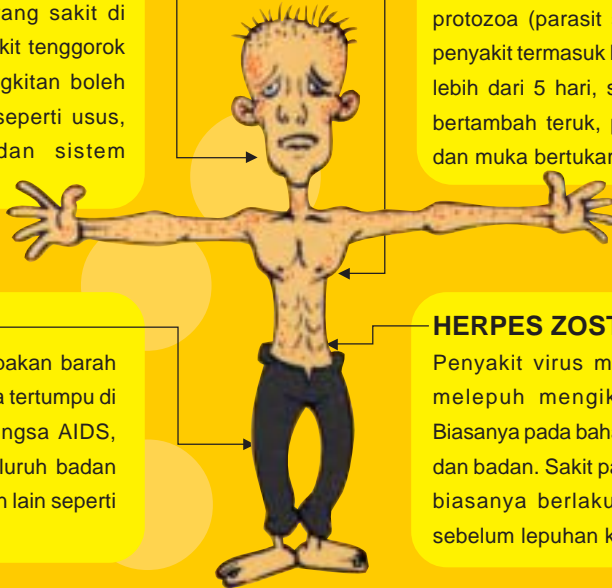 ang sakit di
kit tenggorok
gkitan boleh
seperti usus,
dan sistem
protozoa (parasit
penyakit termasuk
lebih dari 5 hari, s
bertambah teruk,
dan muka bertukar
pakan barah
a tertumpu di
ngsa AIDS,
luruh badan
n lain seperti
HERPES ZOST
Penyakit virus m
melepuh mengik
Biasanya pada baha
dan badan. Sakit pa
biasanya berlaku
sebelum lepuhan k